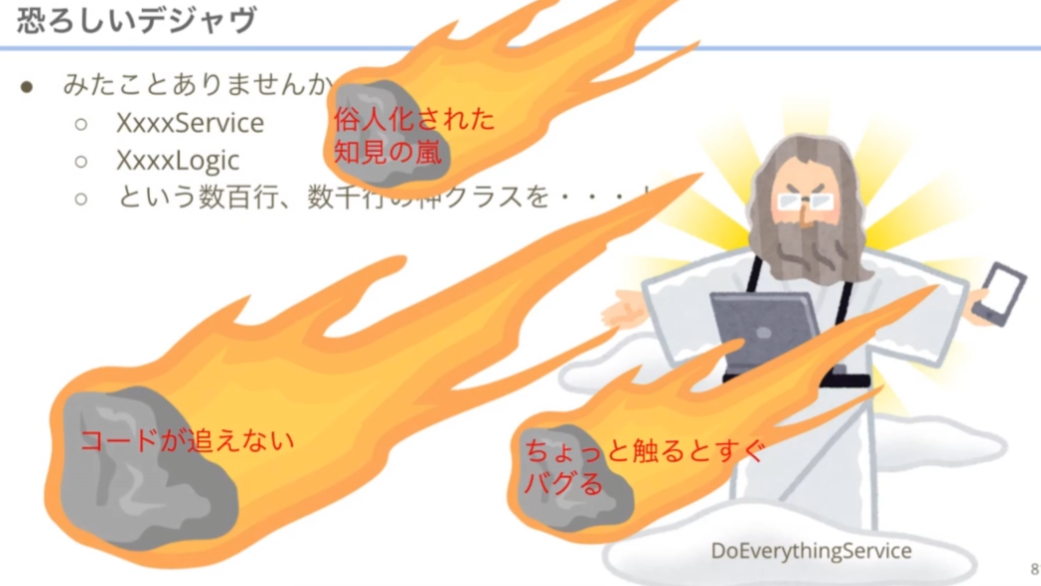 恐ろしいデジャヴ
● みたことありませんか
○ XxxxService
○ XxxxLogic
○ という数百行、数千行の神クラスを・・・！
俗人化された
知見の嵐
コードが追えない
ちょっと触るとすぐ
バグる
DoEverythingService
8